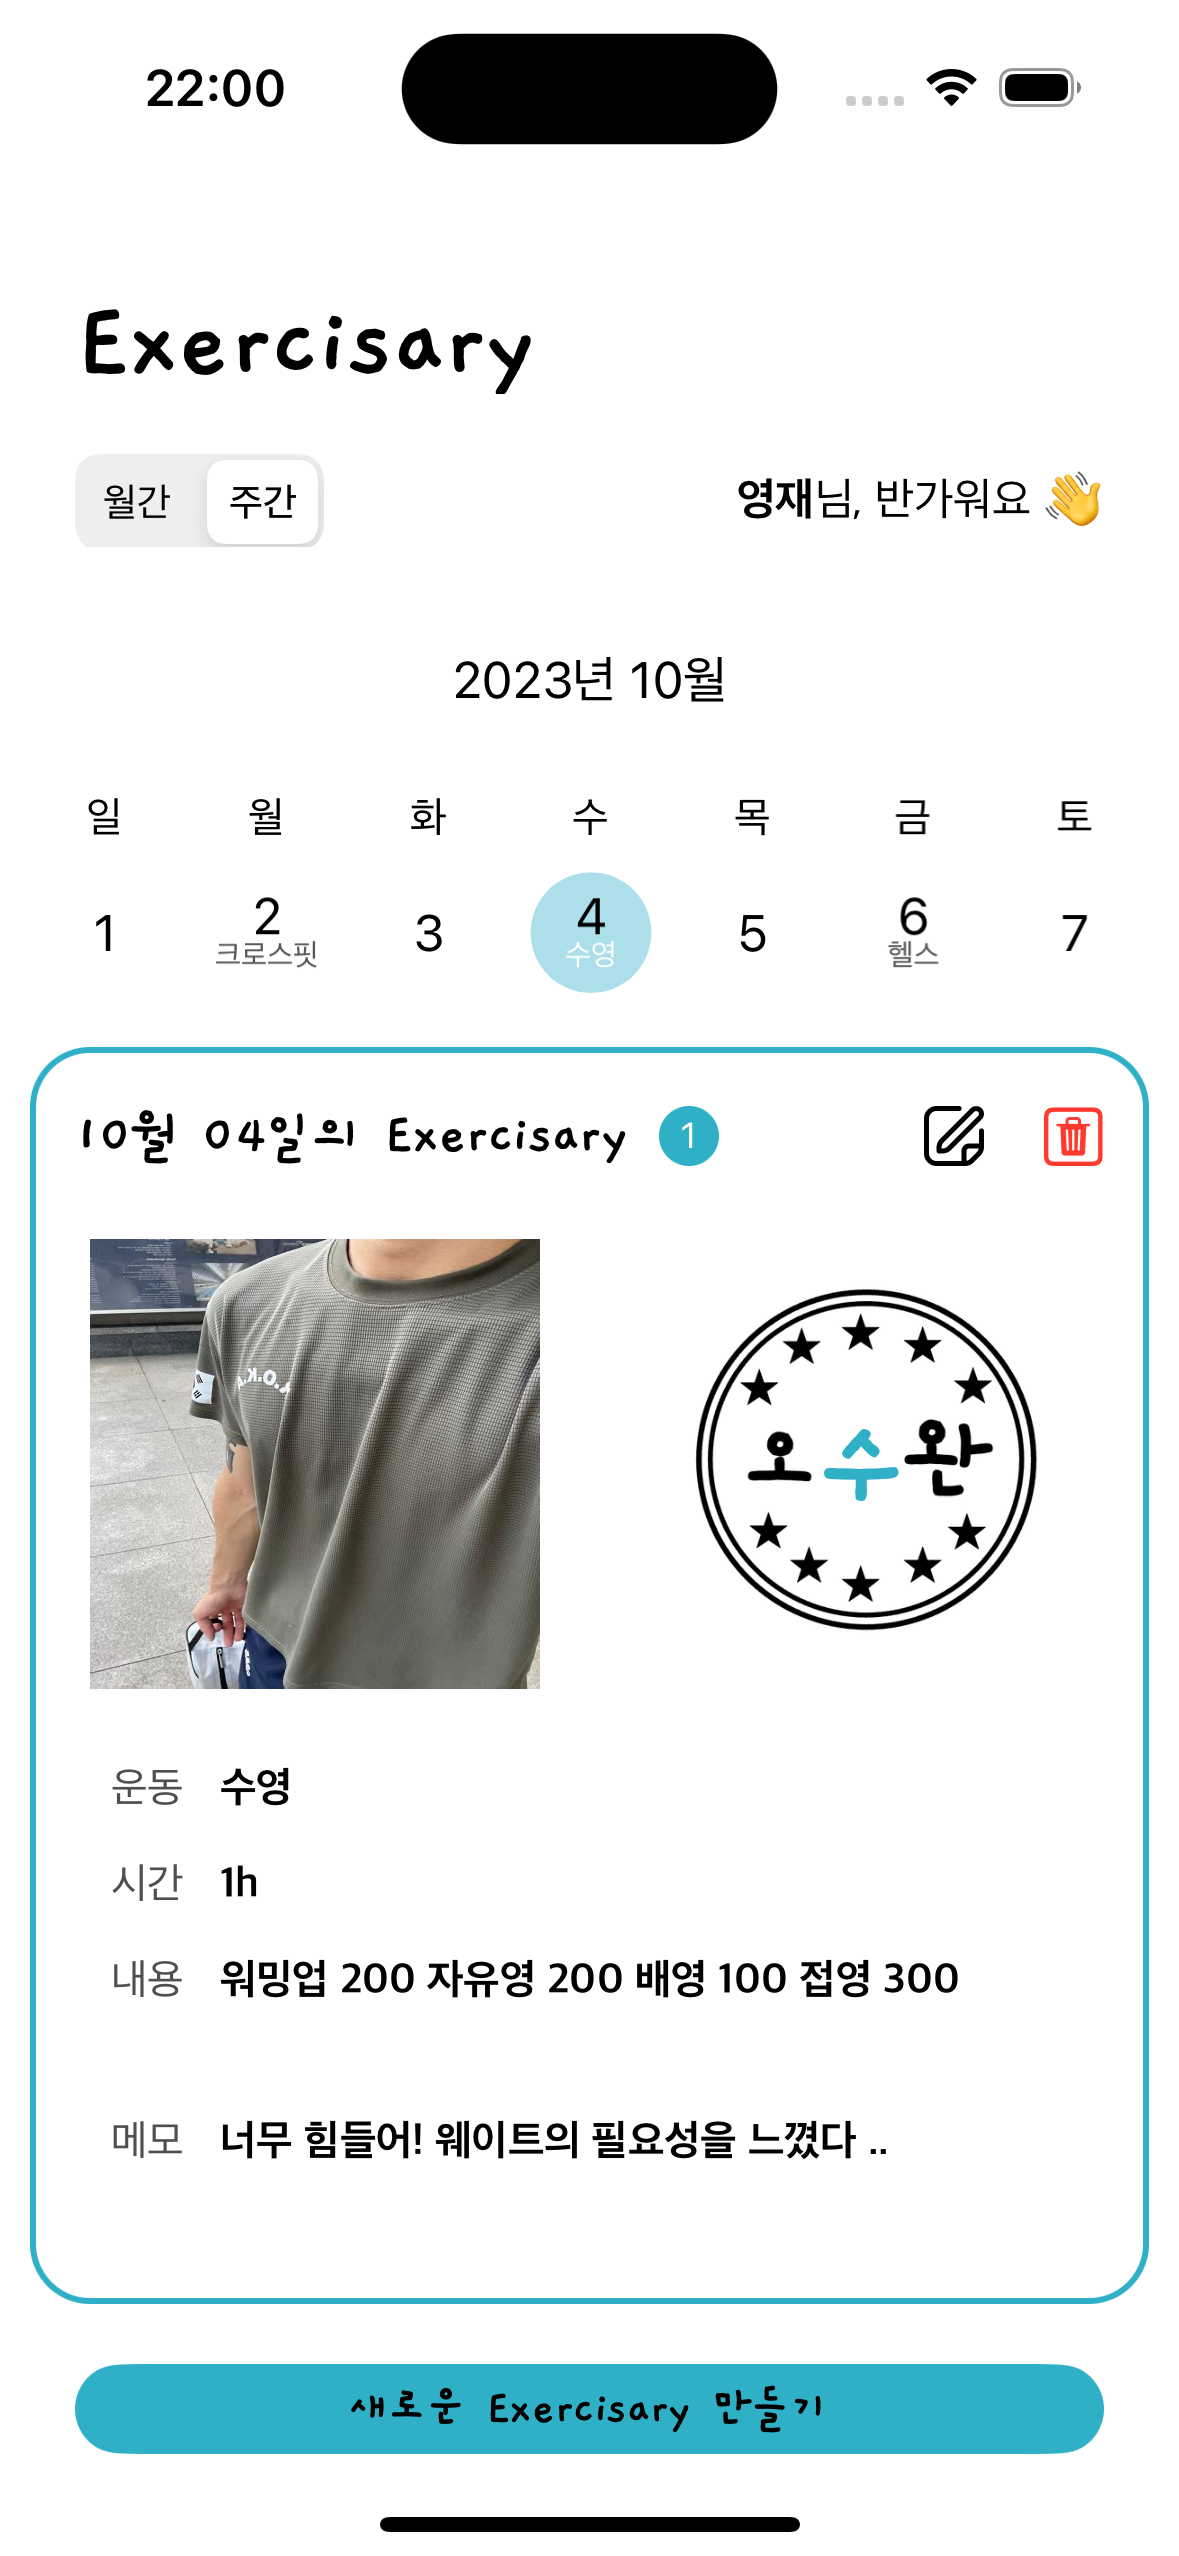 22:00
Exercisary
월간 주간
영재님, 반가워요 👋
2023년 10월
일 월 화 수 목 금 토
1 2 3 4 5 6 7
크로스핏 수영 헬스
10월 04일의 Exercisary 1
오수완
운동 수영
시간 1h
내용 워밍업 200 자유영 200 배영 100 접영 300
메모 너무 힘들어! 웨이트의 필요성을 느꼈다 ..
새로운 Exercisary 만들기